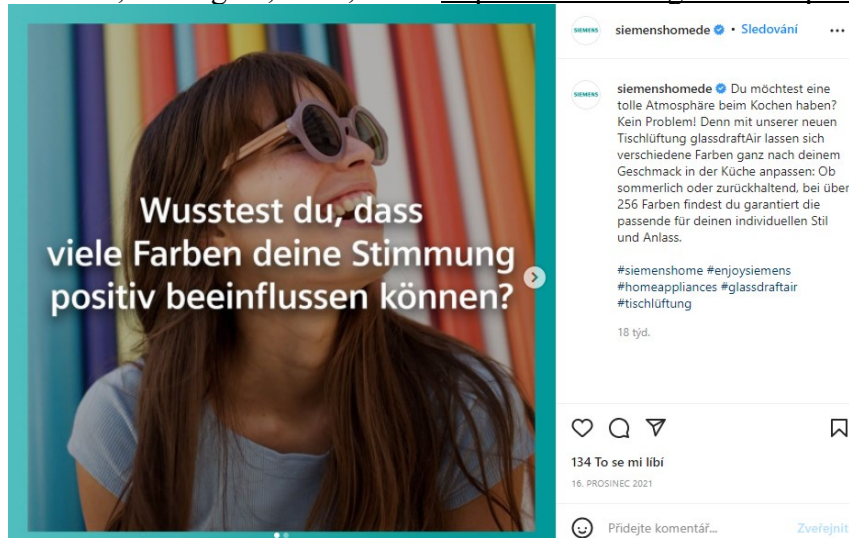 SIEMENS siemenshomede • Sledování ...
Wusstest du, dass
viele Farben deine Stimmung
positiv beeinflussen können?
SIEMENS siemenshomede Du möchtest eine
tolle Atmosphäre beim Kochen haben?
Kein Problem! Denn mit unserer neuen
Tischlüftung glassdraftAir lassen sich
verschiedene Farben ganz nach deinem
Geschmack in der Küche anpassen: Ob
sommerlich oder zurückhaltend, bei über
256 Farben findest du garantiert die
passende für deinen individuellen Stil
und Anlass.
#siemenshome #enjoysiemens
#homeappliances #glassdraftair
#tischlüftung
18 týd.
134 To se mi líbí
16. PROSINEC 2021
Přidejte komentář... Zveřejnit